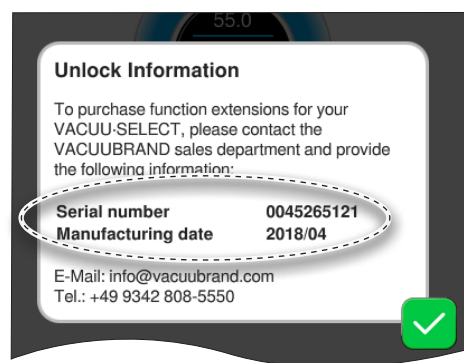 55.0
Unlock Information
To purchase function extensions for your
VACUU·SELECT, please contact the
VACUUBRAND sales department and provide
the following information:
Serial number 0045265121
Manufacturing date 2018/04
E-Mail: info@vacuubrand.com
Tel.: +49 9342 808-5550